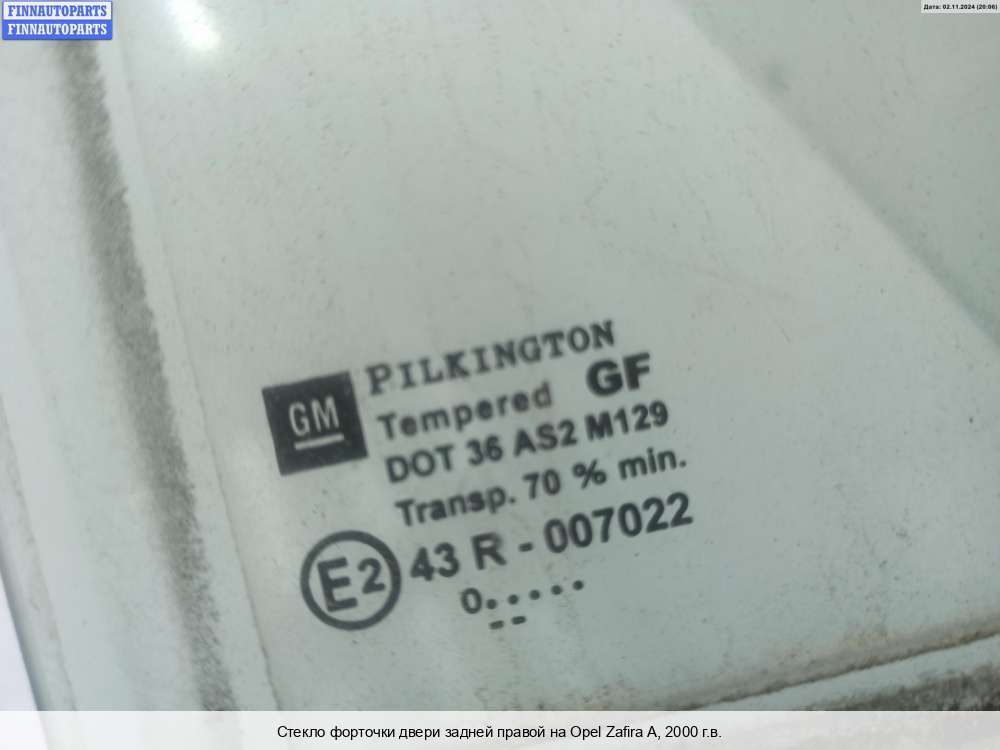 FINNAUTOPARTS
FINNAUTOPARTS
Дата: 02.11.2024 (20:06)
PILKINGTON
GM
Tempered GF
DOT 36 AS2 M129
Transp. 70 % min.
E2 43 R - 007022
0.....
--
Стекло форточки двери задней правой на Opel Zafira A, 2000 г.в.